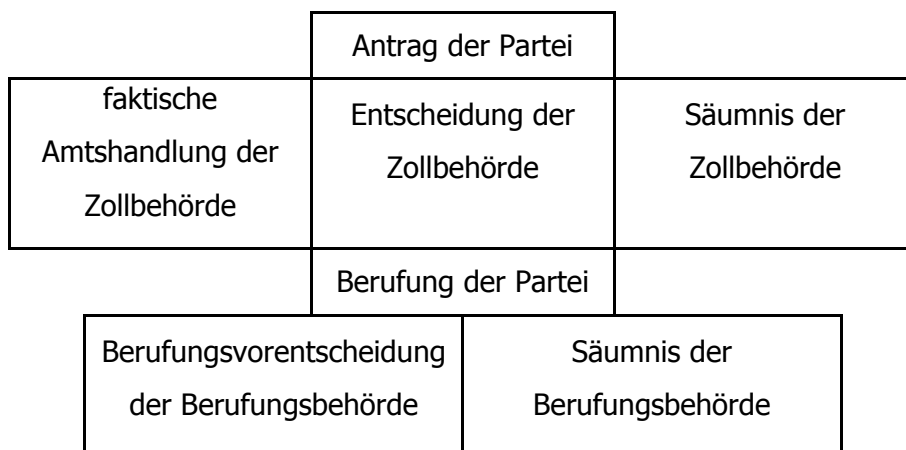 Antrag der Partei
faktische
Amtshandlung der
Zollbehörde
Entscheidung der
Zollbehörde
Säumnis der
Zollbehörde
Berufung der Partei
Berufungsvorentscheidung
der Berufungsbehörde
Säumnis der
Berufungsbehörde